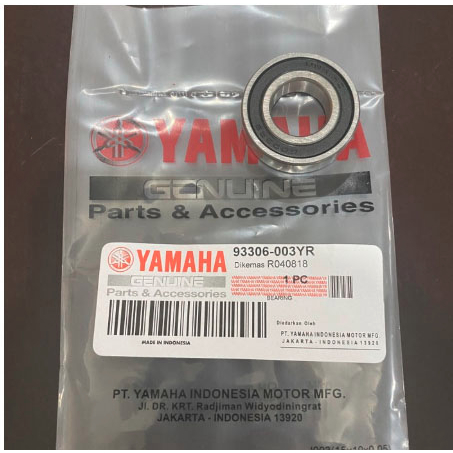 YAMAHA
GENUINE
Parts & Accessories
YAMAHA
GENUINE
Parts & Accessories
MADE IN INDONESIA
93306-003YR
Dikemas R040818
1 PC
BEARING
Diedarkan Oleh
PT. YAMAHA INDONESIA MOTOR MFG.
JAKARTA - INDONESIA 13920
PT. YAMAHA INDONESIA MOTOR MFG.
Jl. DR. KRT. Radjiman Widyodiningrat
JAKARTA - INDONESIA 13920